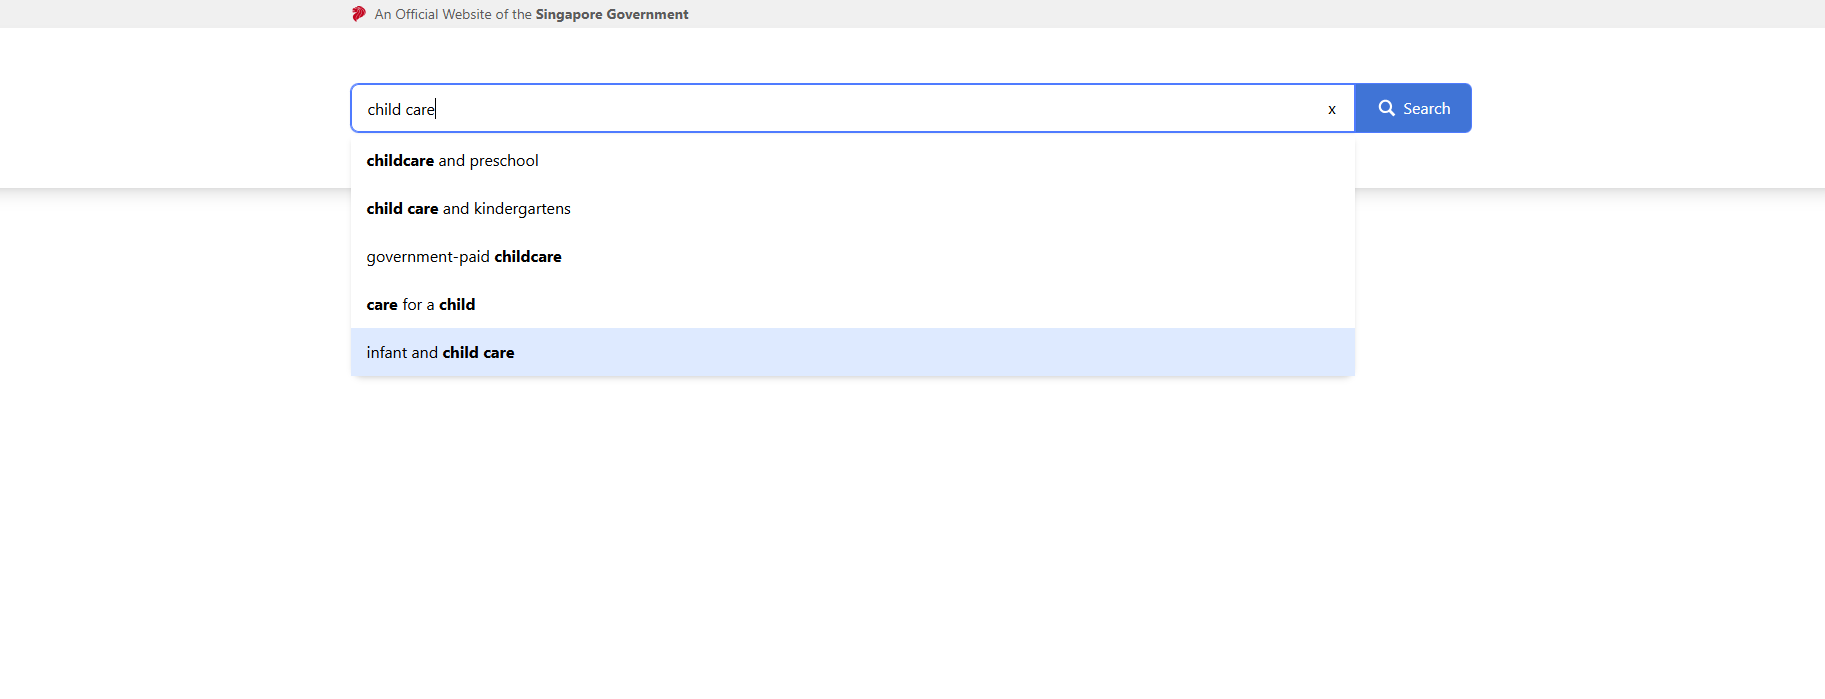 An Official Website of the Singapore Government
child care x Search
childcare and preschool
child care and kindergartens
government-paid childcare
care for a child
infant and child care